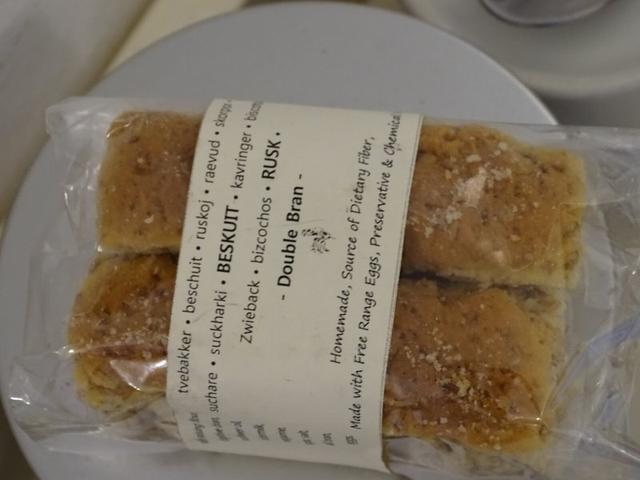 tvebakker • beschuit • ruskoj • raevud •
suchare • suckharki • BESKUIT • kavringer •
Zwieback • bizcochos • RUSK •
- Double Bran -
Homemade, Source of Dietary Fiber,
Made with Free Range Eggs, Preservative &